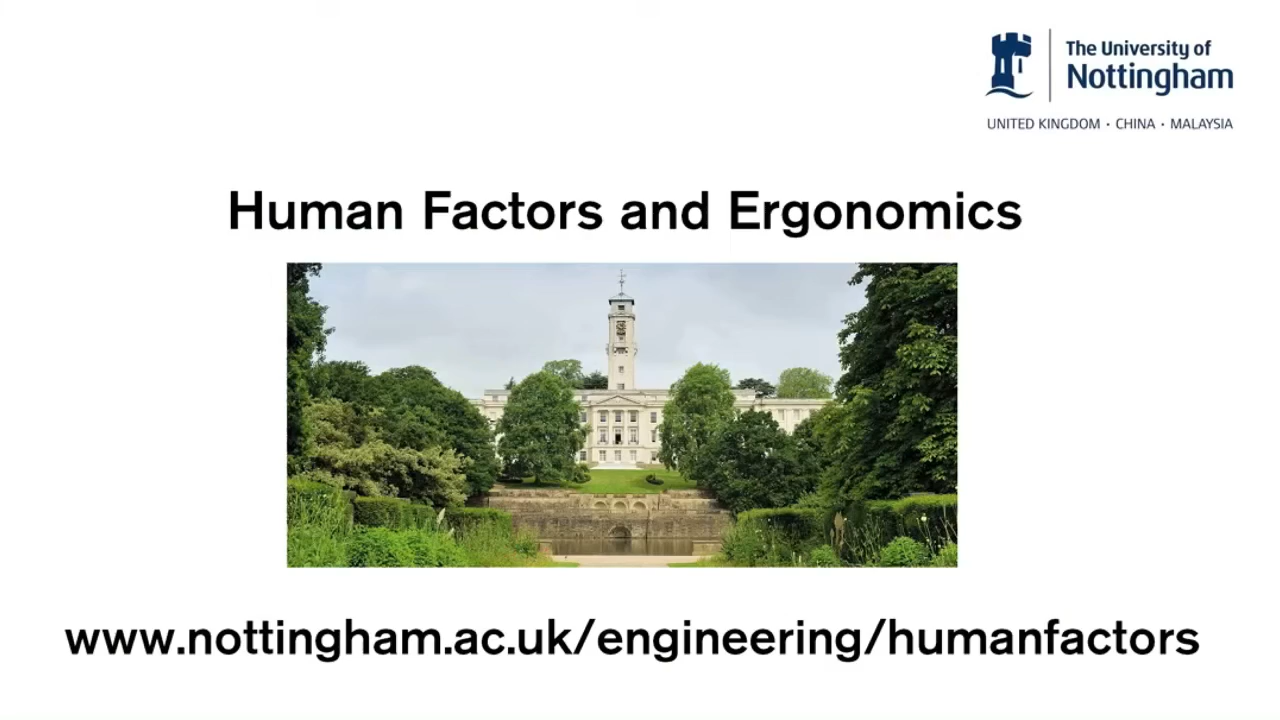 The University of
Nottingham
UNITED KINGDOM · CHINA · MALAYSIA
Human Factors and Ergonomics
www.nottingham.ac.uk/engineering/humanfactors